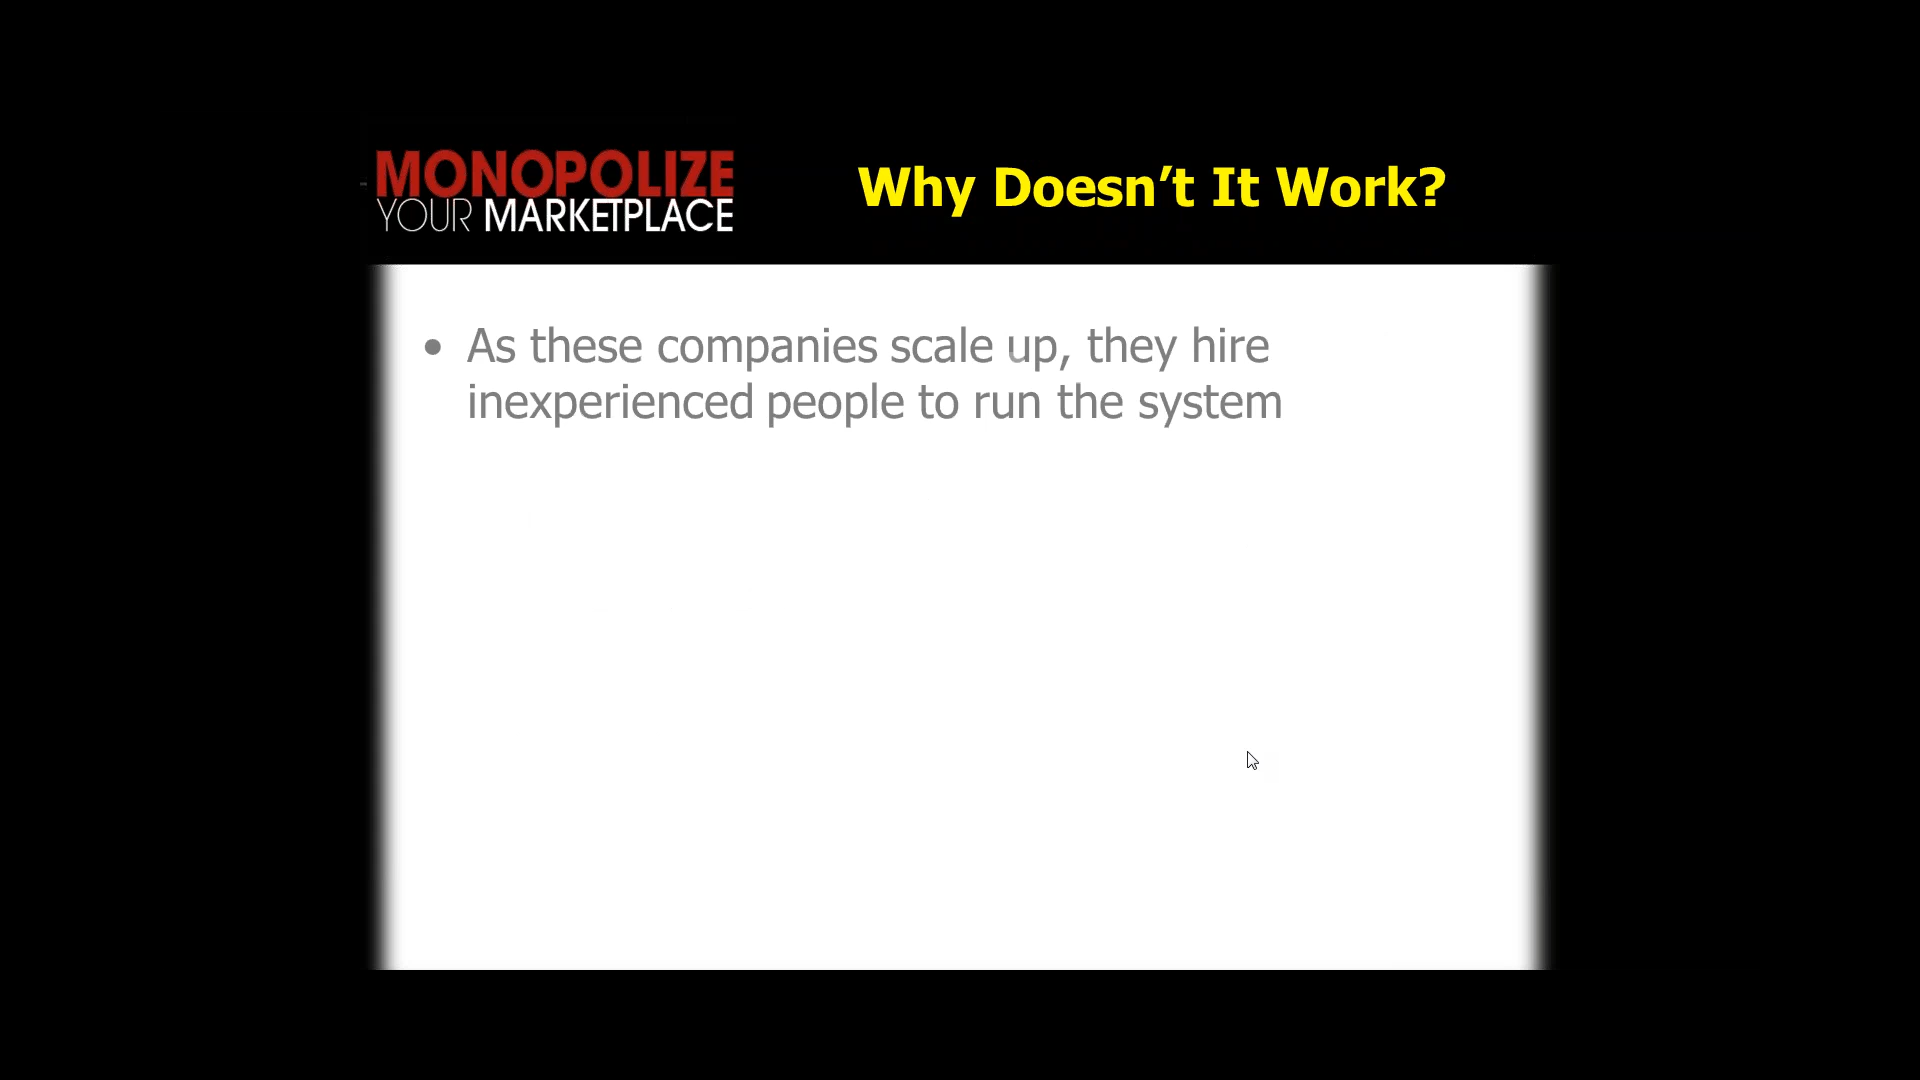 MONOPOLIZE
YOUR MARKETPLACE
Why Doesn’t It Work?
• As these companies scale up, they hire
inexperienced people to run the system